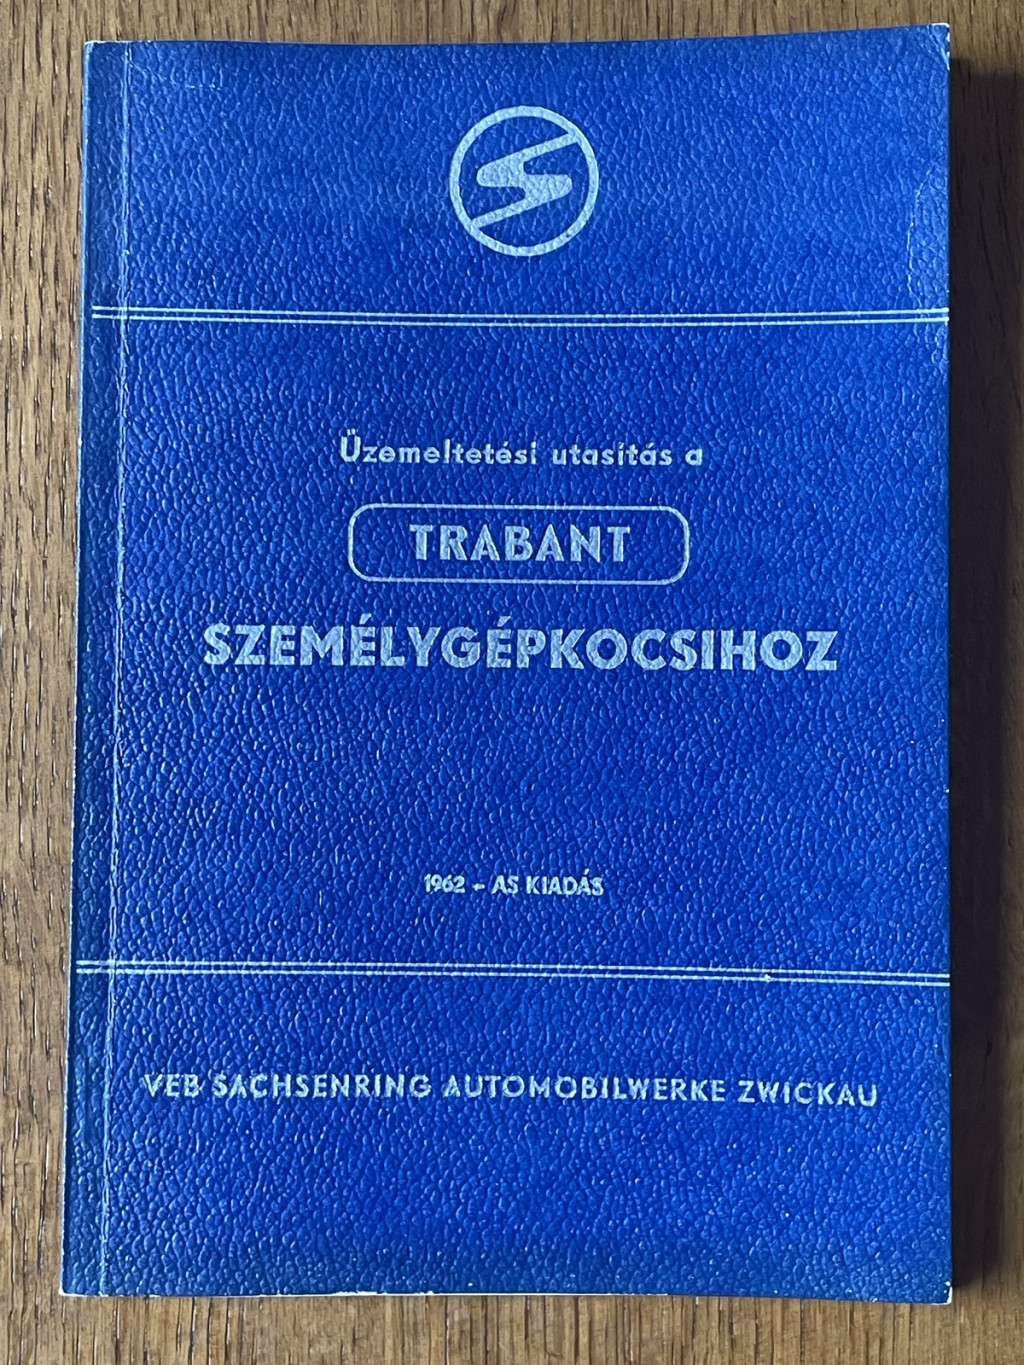 Üzemeltetési utasítás a
TRABANT
SZEMÉLYGÉPKOCSIHOZ
1962 - AS KIADÁS
VEB SACHSENRING AUTOMOBILWERKE ZWICKAU